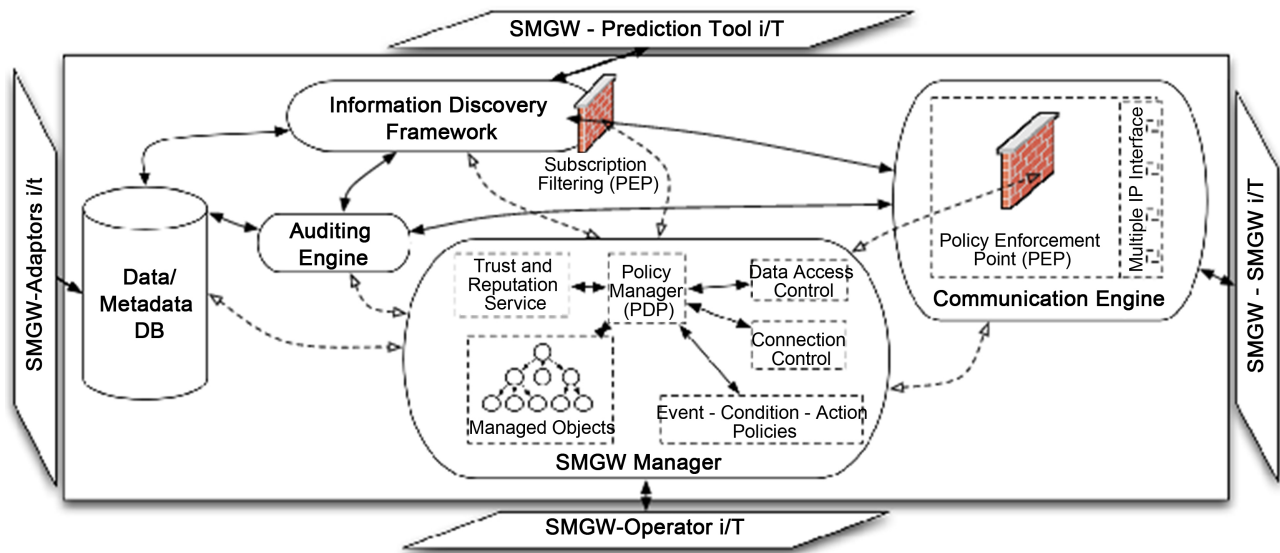 SMGW - Prediction Tool i/T
Information Discovery
Framework
Subscription
Filtering (PEP)
Multiple IP Interface
Policy Enforcement
Point (PEP)
Communication Engine
SMGW-Adaptors i/t
SMGW - SMGW i/T
Auditing
Engine
Data/
Metadata
DB
Trust and
Reputation
Service
Policy
Manager
(PDP)
Data Access
Control
Connection
Control
Managed Objects
Event - Condition - Action
Policies
SMGW Manager
SMGW-Operator i/T